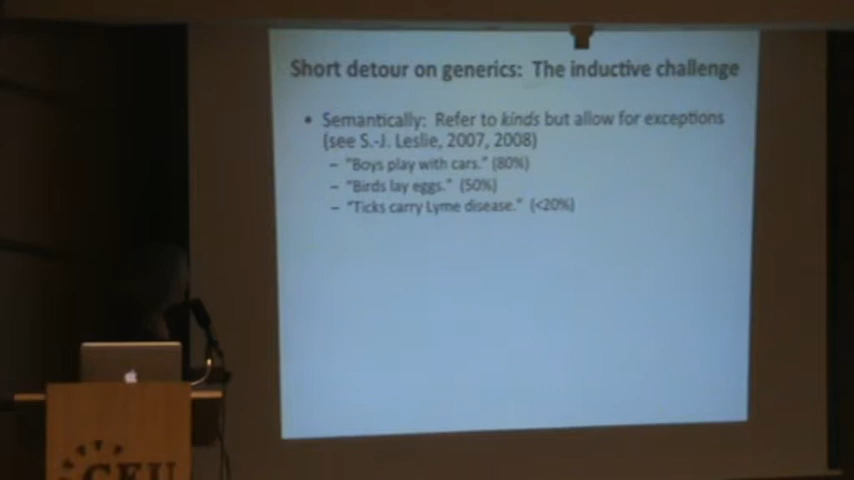 Short detour on generics: The inductive challenge
• Semantically: Refer to kinds but allow for exceptions
(see S.-J. Leslie, 2007, 2008)
– "Boys play with cars." (80%)
– "Birds lay eggs." (50%)
– "Ticks carry Lyme disease." (<20%)
CEU